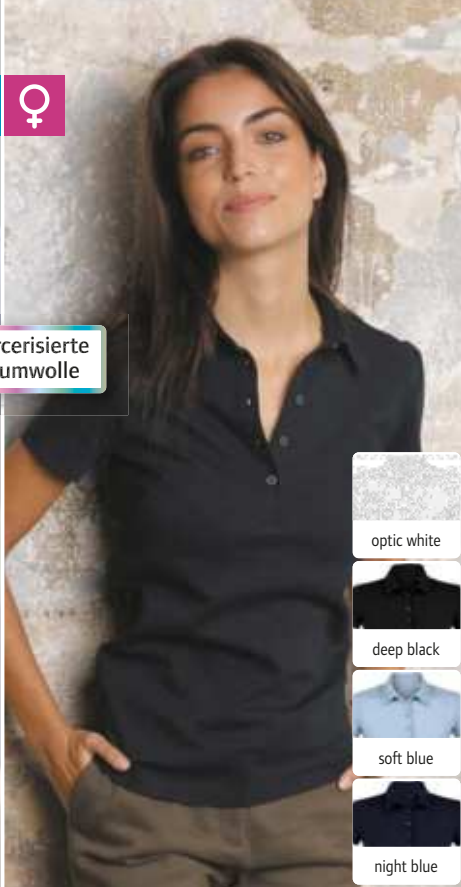 rcerisierte
umwolle
optic white
deep black
soft blue
night blue